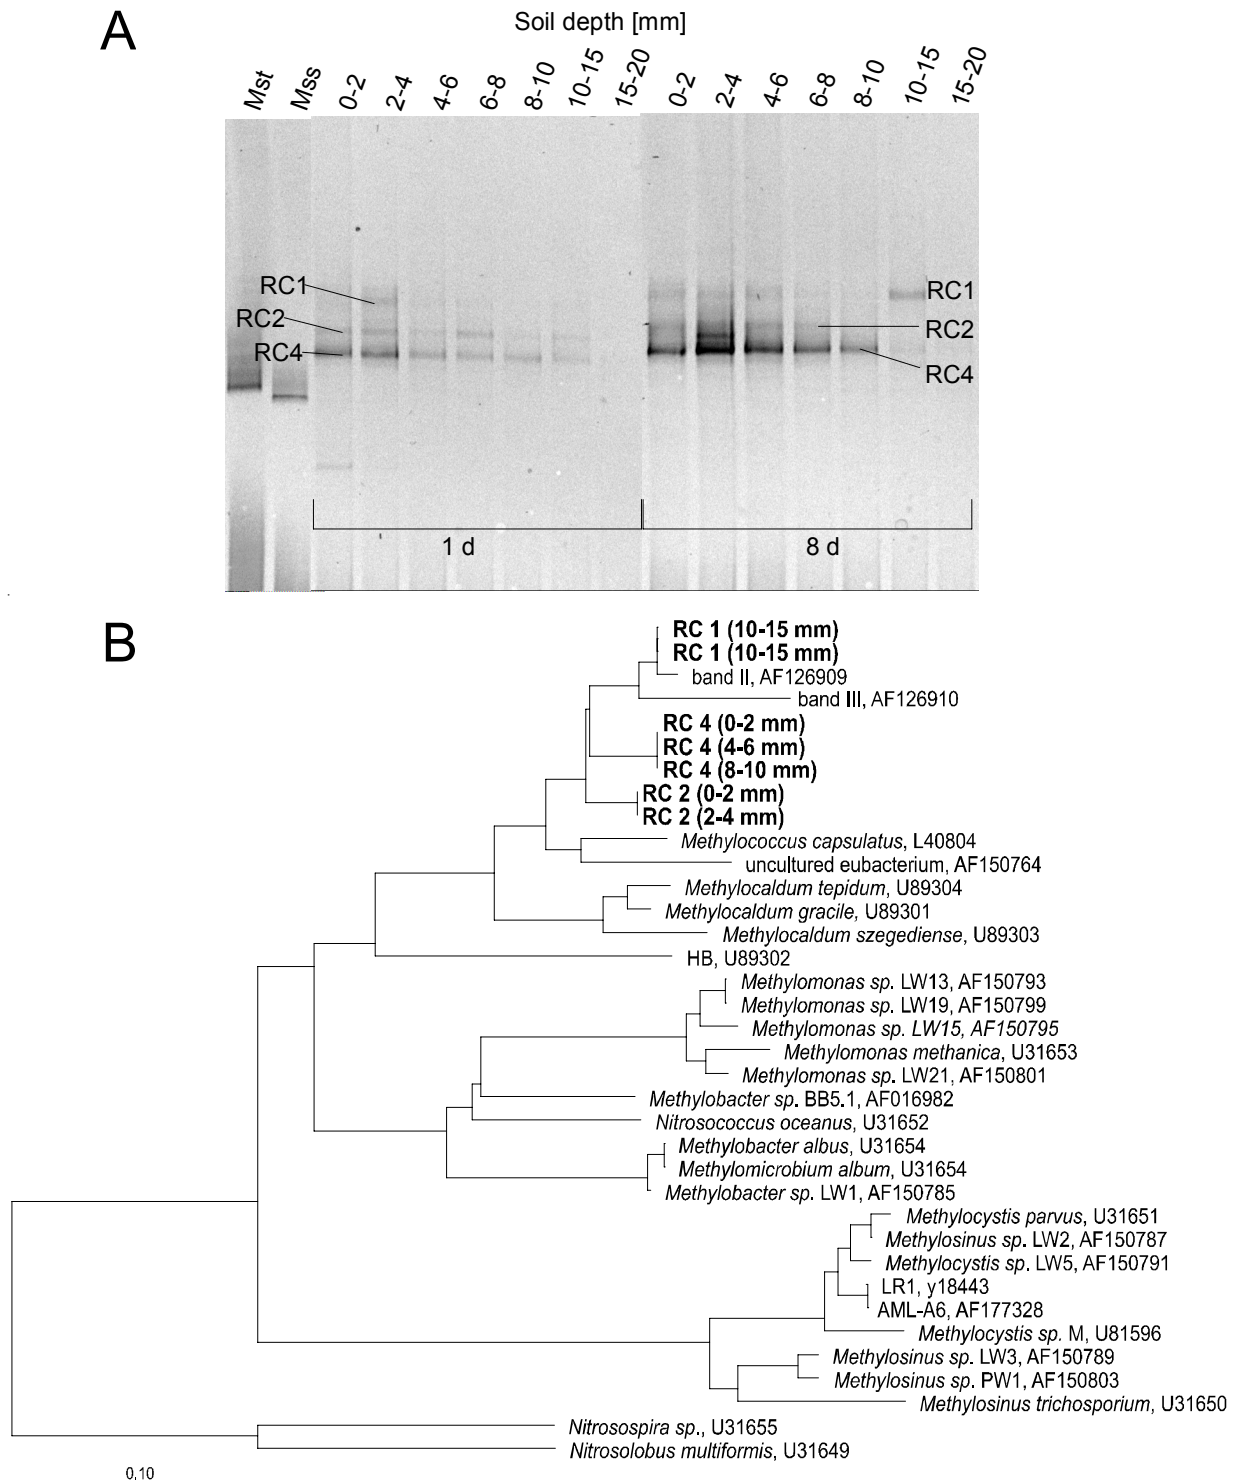 A
Soil depth [mm]
Mst Mss 0-2 2-4 4-6 6-8 8-10 10-15 15-20 0-2 2-4 4-6 6-8 8-10 10-15 15-20
RC1
RC2
RC4
RC1
RC2
RC4
1 d
8 d
B
RC 1 (10-15 mm)
RC 1 (10-15 mm)
band II, AF126909
band III, AF126910
RC 4 (0-2 mm)
RC 4 (4-6 mm)
RC 4 (8-10 mm)
RC 2 (0-2 mm)
RC 2 (2-4 mm)
Methylococcus capsulatus, L40804
uncultured eubacterium, AF150764
Methylocaldum tepidum, U89304
Methylocaldum gracile, U89301
Methylocaldum szegediense, U89303
HB, U89302
Methylomonas sp. LW13, AF150793
Methylomonas sp. LW19, AF150799
Methylomonas sp. LW15, AF150795
Methylomonas methanica, U31653
Methylomonas sp. LW21, AF150801
Methylobacter sp. BB5.1, AF016982
Nitrosococcus oceanus, U31652
Methylobacter albus, U31654
Methylomicrobium album, U31654
Methylobacter sp. LW1, AF150785
Methylocystis parvus, U31651
Methylosinus sp. LW2, AF150787
Methylocystis sp. LW5, AF150791
LR1, y18443
AML-A6, AF177328
Methylocystis sp. M, U81596
Methylosinus sp. LW3, AF150789
Methylosinus sp. PW1, AF150803
Methylosinus trichosporium, U31650
Nitrosospira sp., U31655
Nitrosolobus multiformis, U31649
0,10